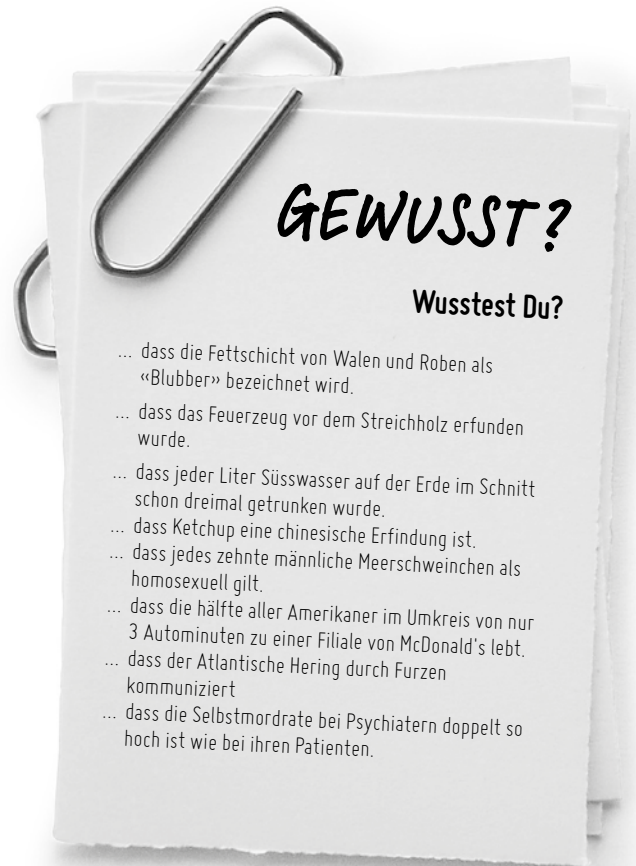 GEWUSST?
Wusstest Du?
... dass die Fettschicht von Walen und Roben als
«Blubber» bezeichnet wird.
... dass das Feuerzeug vor dem Streichholz erfunden
wurde.
... dass jeder Liter Süsswasser auf der Erde im Schnitt
schon dreimal getrunken wurde.
... dass Ketchup eine chinesische Erfindung ist.
... dass jedes zehnte männliche Meerschweinchen als
homosexuell gilt.
... dass die hälfte aller Amerikaner im Umkreis von nur
3 Autominuten zu einer Filiale von McDonald's lebt.
... dass der Atlantische Hering durch Furzen
kommuniziert
... dass die Selbstmordrate bei Psychiatern doppelt so
hoch ist wie bei ihren Patienten.